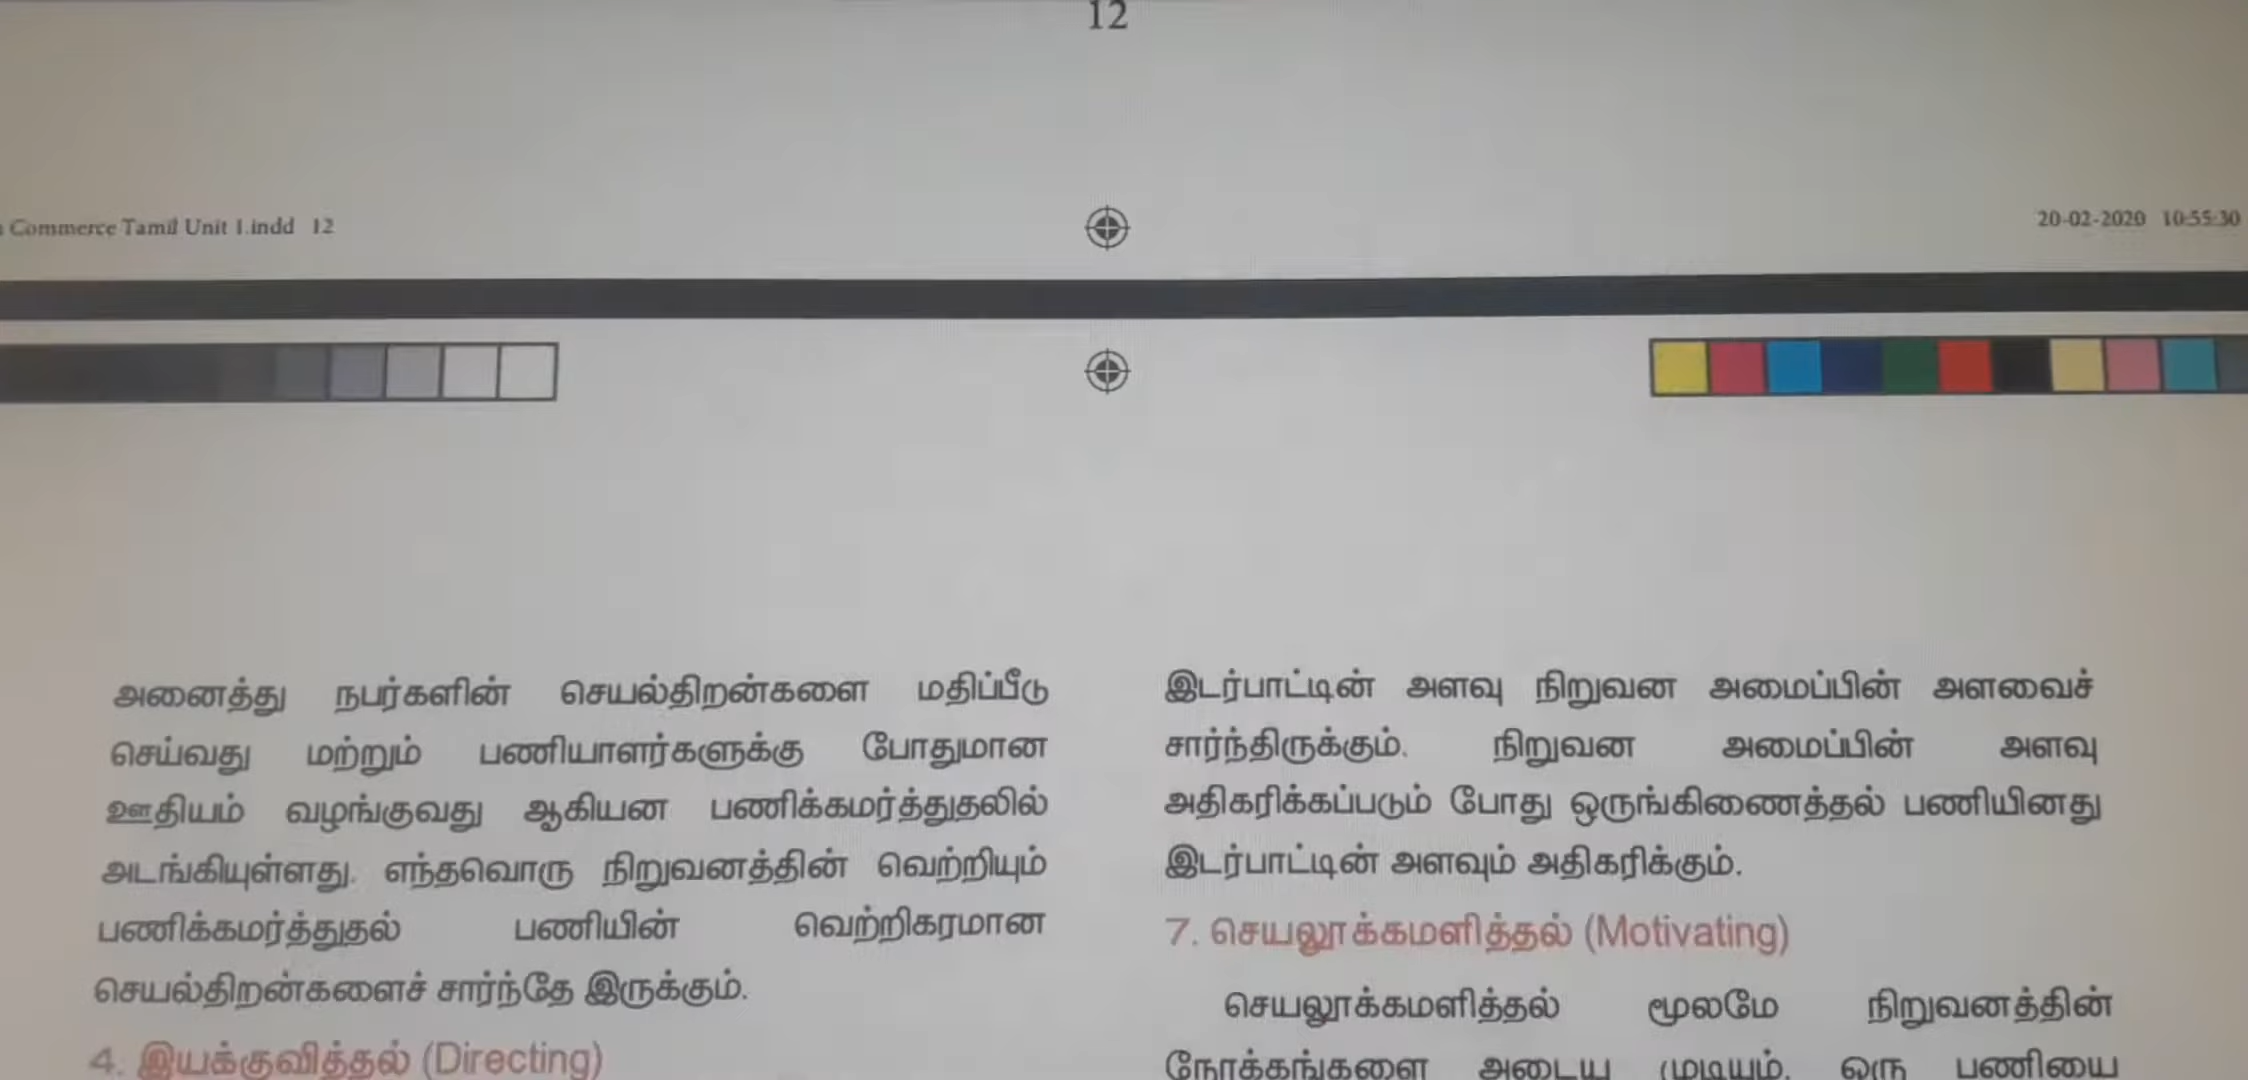 12
Commerce Tamil Unit 1.indd 12
20-02-2020 10:55:30
அனைத்து நபர்களின் செயல்திறன்களை மதிப்பீடு
செய்வது மற்றும் பணியாளர்களுக்கு போதுமான
ஊதியம் வழங்குவது ஆகியன பணிக்கமர்த்துதலில்
அடங்கியுள்ளது. எந்தவொரு நிறுவனத்தின் வெற்றியும்
பணிக்கமர்த்துதல் பணியின் வெற்றிகரமான
செயல்திறன்களைச் சார்ந்தே இருக்கும்.
4. இயக்குவித்தல் (Directing)
இடர்பாட்டின் அளவு நிறுவன அமைப்பின் அளவைச்
சார்ந்திருக்கும். நிறுவன அமைப்பின் அளவு
அதிகரிக்கப்படும் போது ஒருங்கிணைத்தல் பணியினது
இடர்பாட்டின் அளவும் அதிகரிக்கும்.
7. செயலூக்கமளித்தல் (Motivating)
செயலூக்கமளித்தல் மூலமே நிறுவனத்தின்
நோக்கங்களை அடைய முடியும். ஒரு பணியை